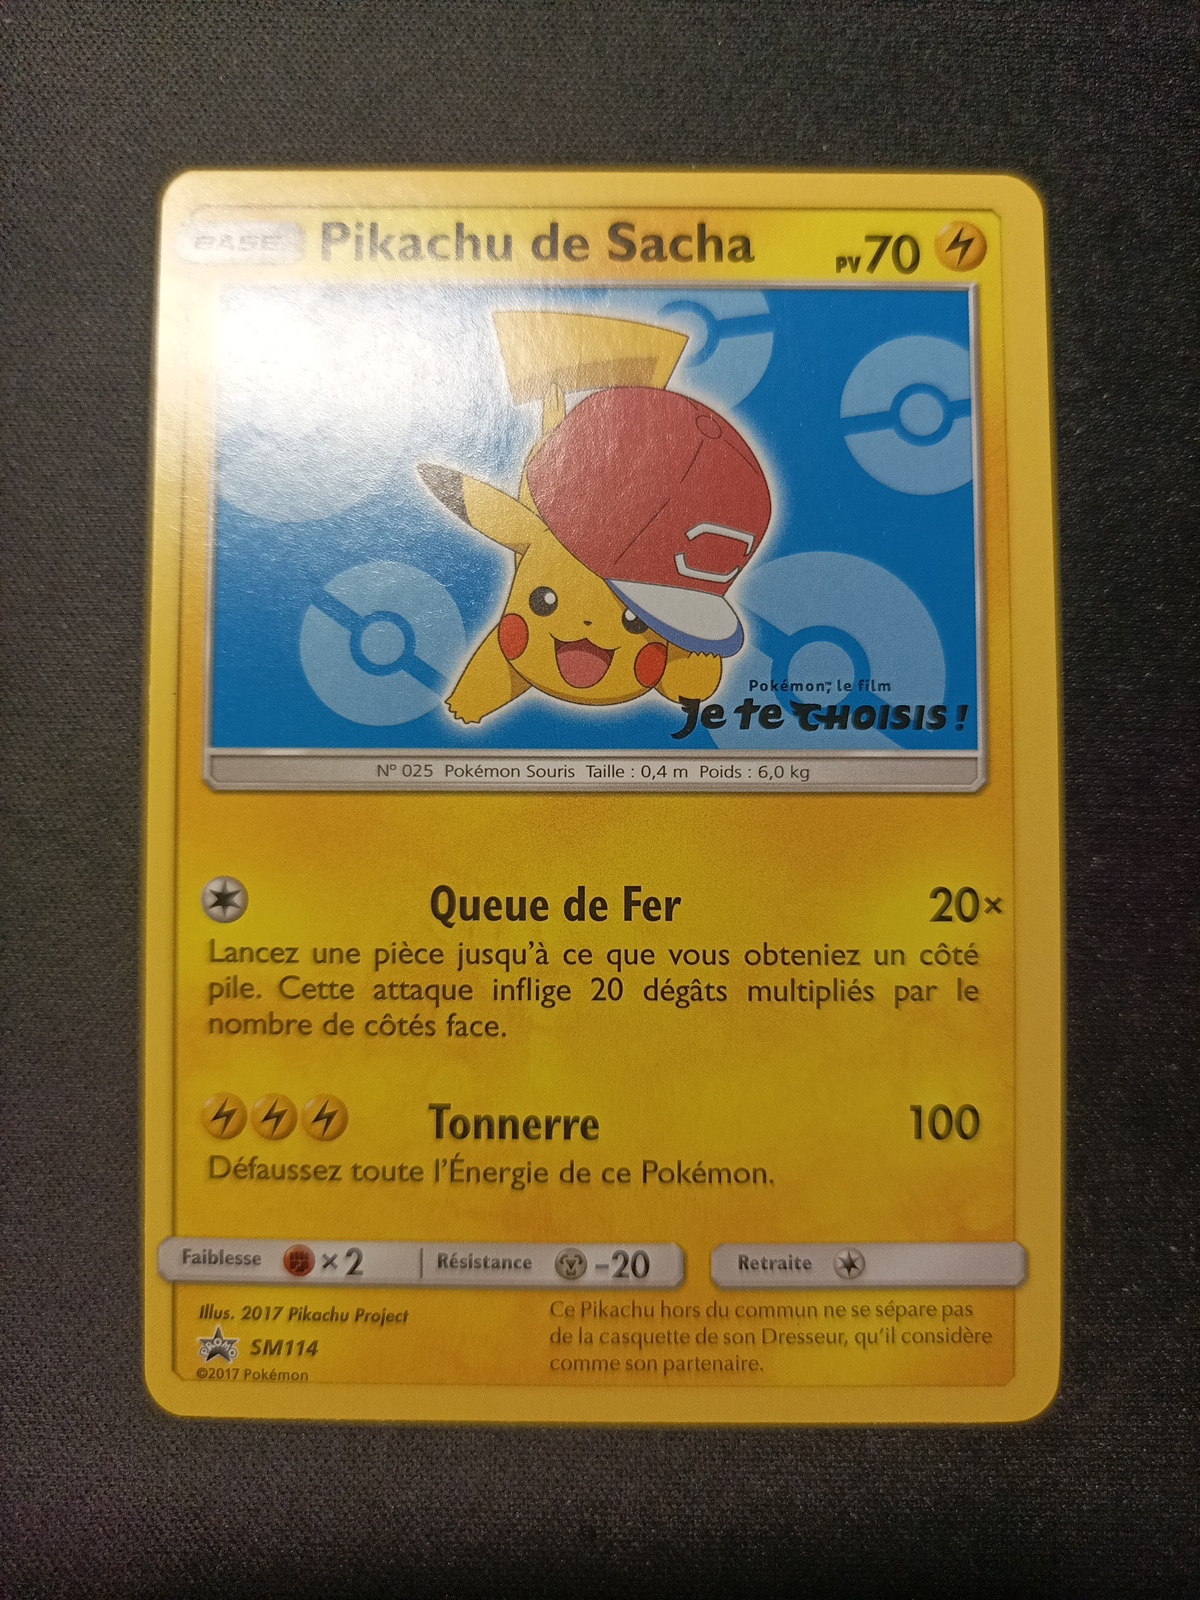 BASE Pikachu de Sacha PV 70
Pokémon™, le film
Je te CHOISIS !
N° 025 Pokémon Souris Taille : 0,4 m Poids : 6,0 kg
Queue de Fer 20×
Lancez une pièce jusqu'à ce que vous obteniez un côté
pile. Cette attaque inflige 20 dégâts multipliés par le
nombre de côtés face.
Tonnerre 100
Défaussez toute l'Énergie de ce Pokémon.
Faiblesse ×2 Résistance −20 Retraite
Illus. 2017 Pikachu Project
PROMO SM114
©2017 Pokémon
Ce Pikachu hors du commun ne se sépare pas
de la casquette de son Dresseur, qu'il considère
comme son partenaire.